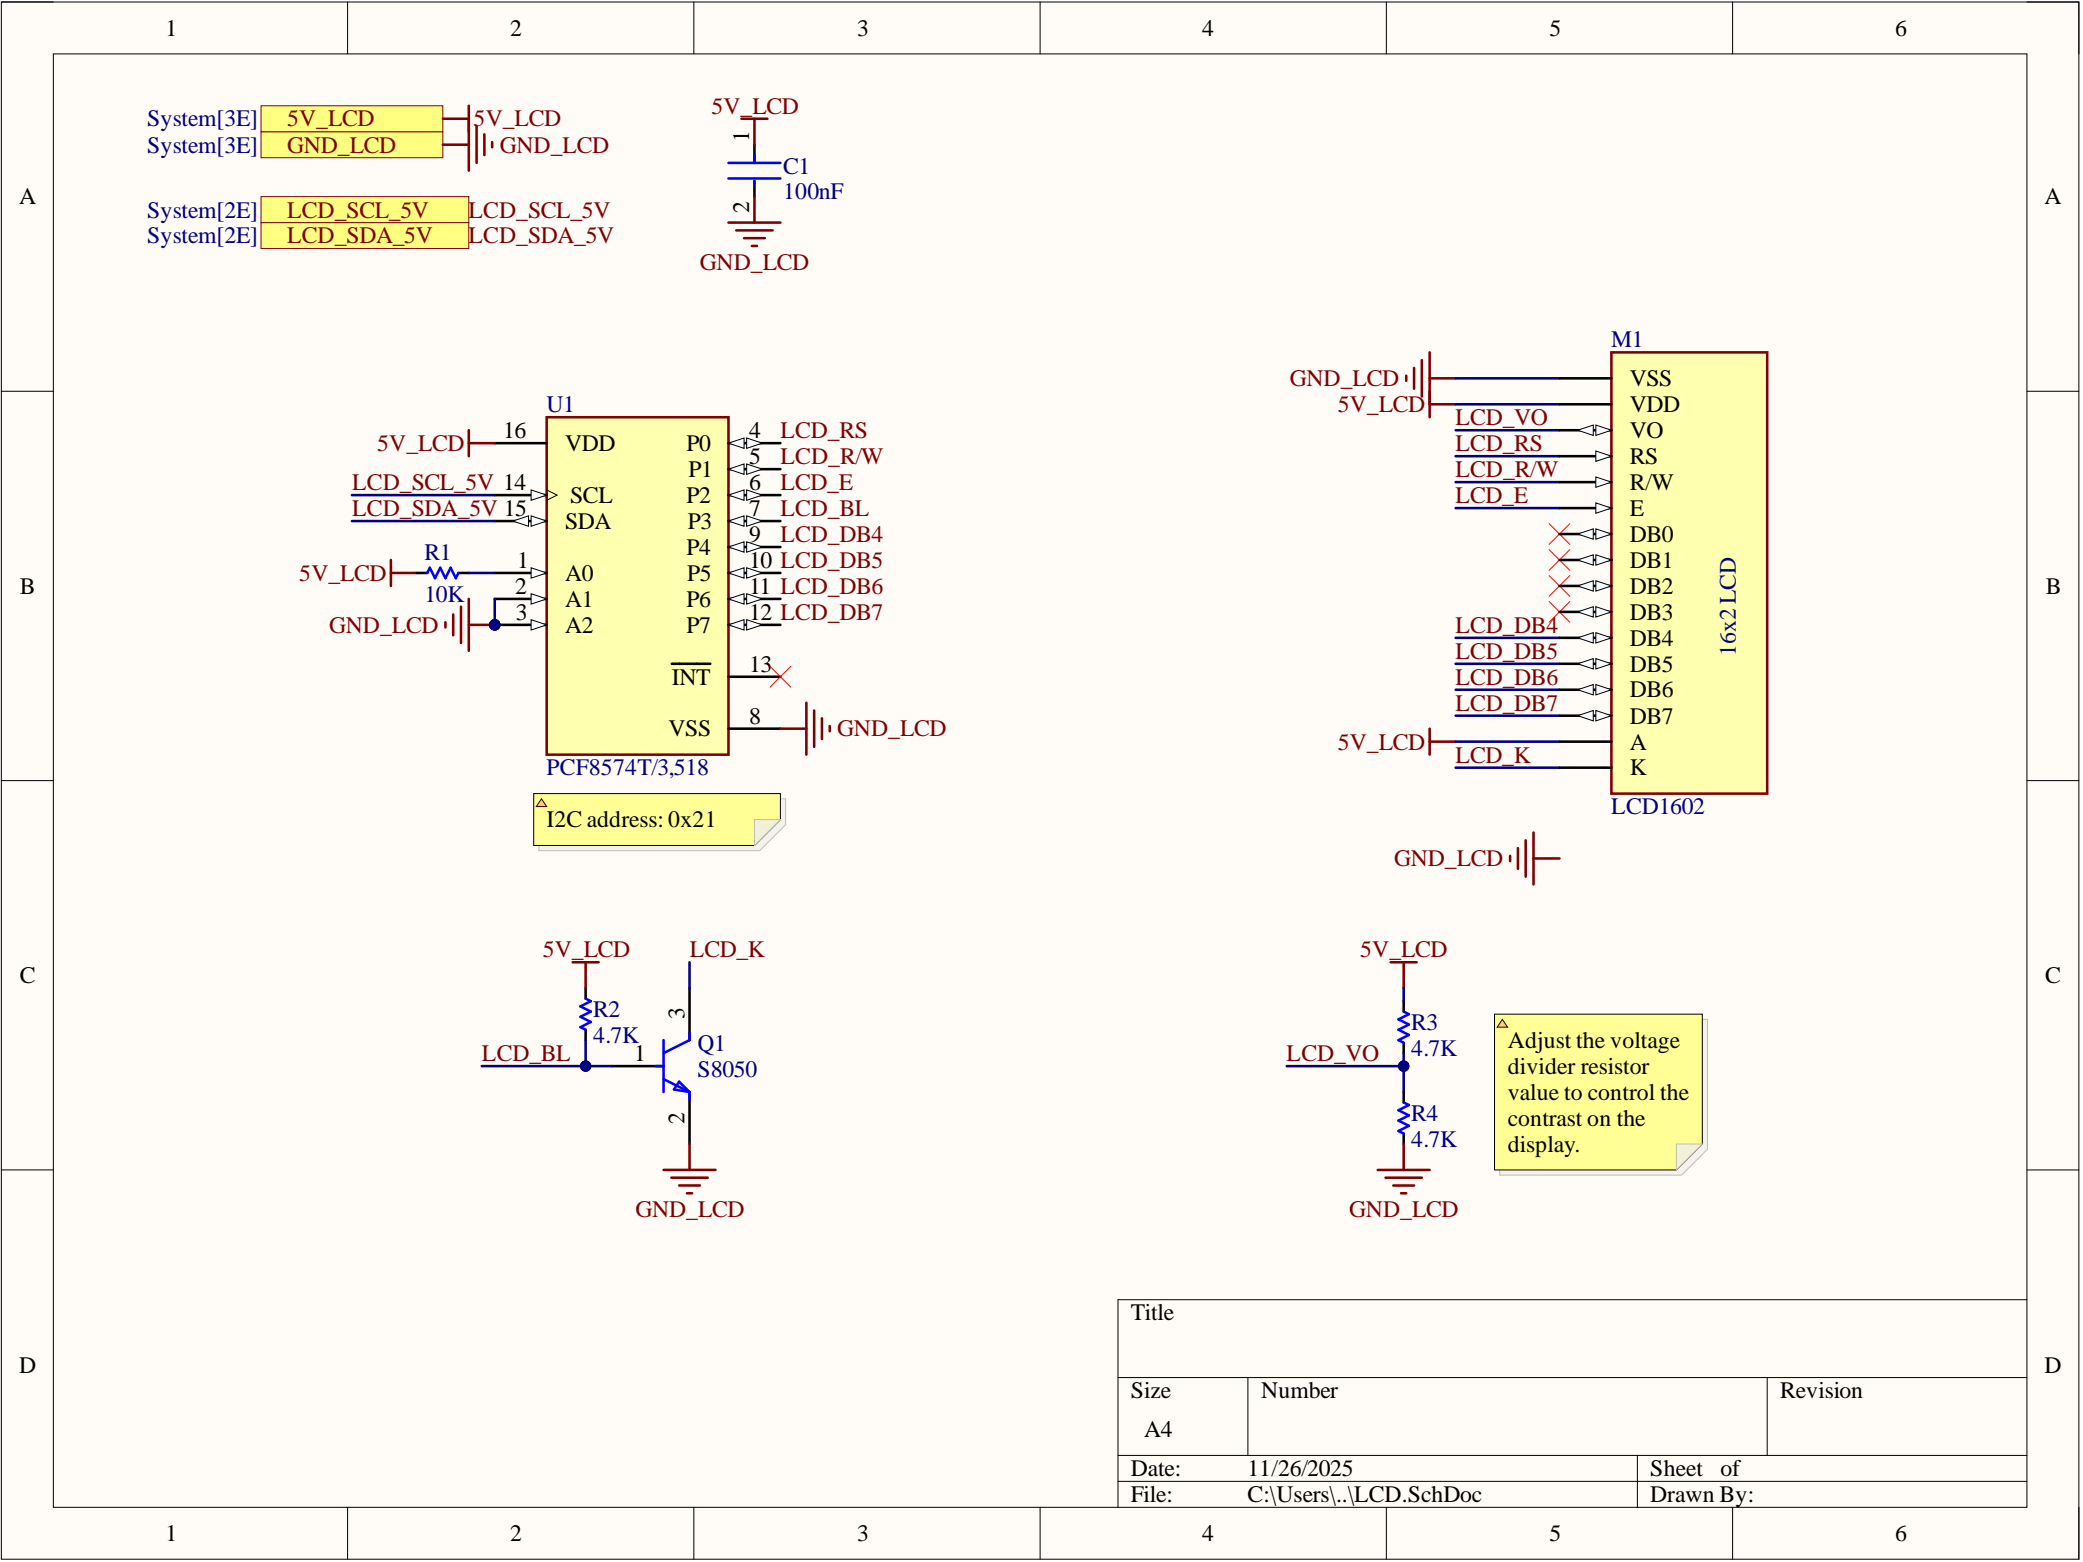 1 2 3 4 5 6
A A
System[3E] 5V_LCD 5V_LCD
System[3E] GND_LCD GND_LCD
System[2E] LCD_SCL_5V LCD_SCL_5V
System[2E] LCD_SDA_5V LCD_SDA_5V
5V_LCD
1
C1
100nF
2
GND_LCD
B B
U1
5V_LCD 16 VDD
LCD_SCL_5V 14 SCL
LCD_SDA_5V 15 SDA
R1
5V_LCD 1 A0
10K
2 A1
GND_LCD 3 A2
P0 4 LCD_RS
P1 5 LCD_R/W
P2 6 LCD_E
P3 7 LCD_BL
P4 9 LCD_DB4
P5 10 LCD_DB5
P6 11 LCD_DB6
P7 12 LCD_DB7
INT 13
VSS 8 GND_LCD
PCF8574T/3,518
I2C address: 0x21
M1
GND_LCD VSS
5V_LCD VDD
LCD_VO VO
LCD_RS RS
LCD_R/W R/W
LCD_E E
DB0
DB1
DB2
DB3
LCD_DB4 DB4
LCD_DB5 DB5
LCD_DB6 DB6
LCD_DB7 DB7
5V_LCD A
LCD_K K
16x2 LCD
LCD1602
GND_LCD
C C
5V_LCD LCD_K
R2
4.7K
3
LCD_BL 1 Q1
S8050
2
GND_LCD
5V_LCD
R3
4.7K
LCD_VO
R4
4.7K
GND_LCD
Adjust the voltage
divider resistor
value to control the
contrast on the
display.
D D
Title
Size Number Revision
A4
Date: 11/26/2025 Sheet of
File: C:\Users\..\LCD.SchDoc Drawn By:
1 2 3 4 5 6